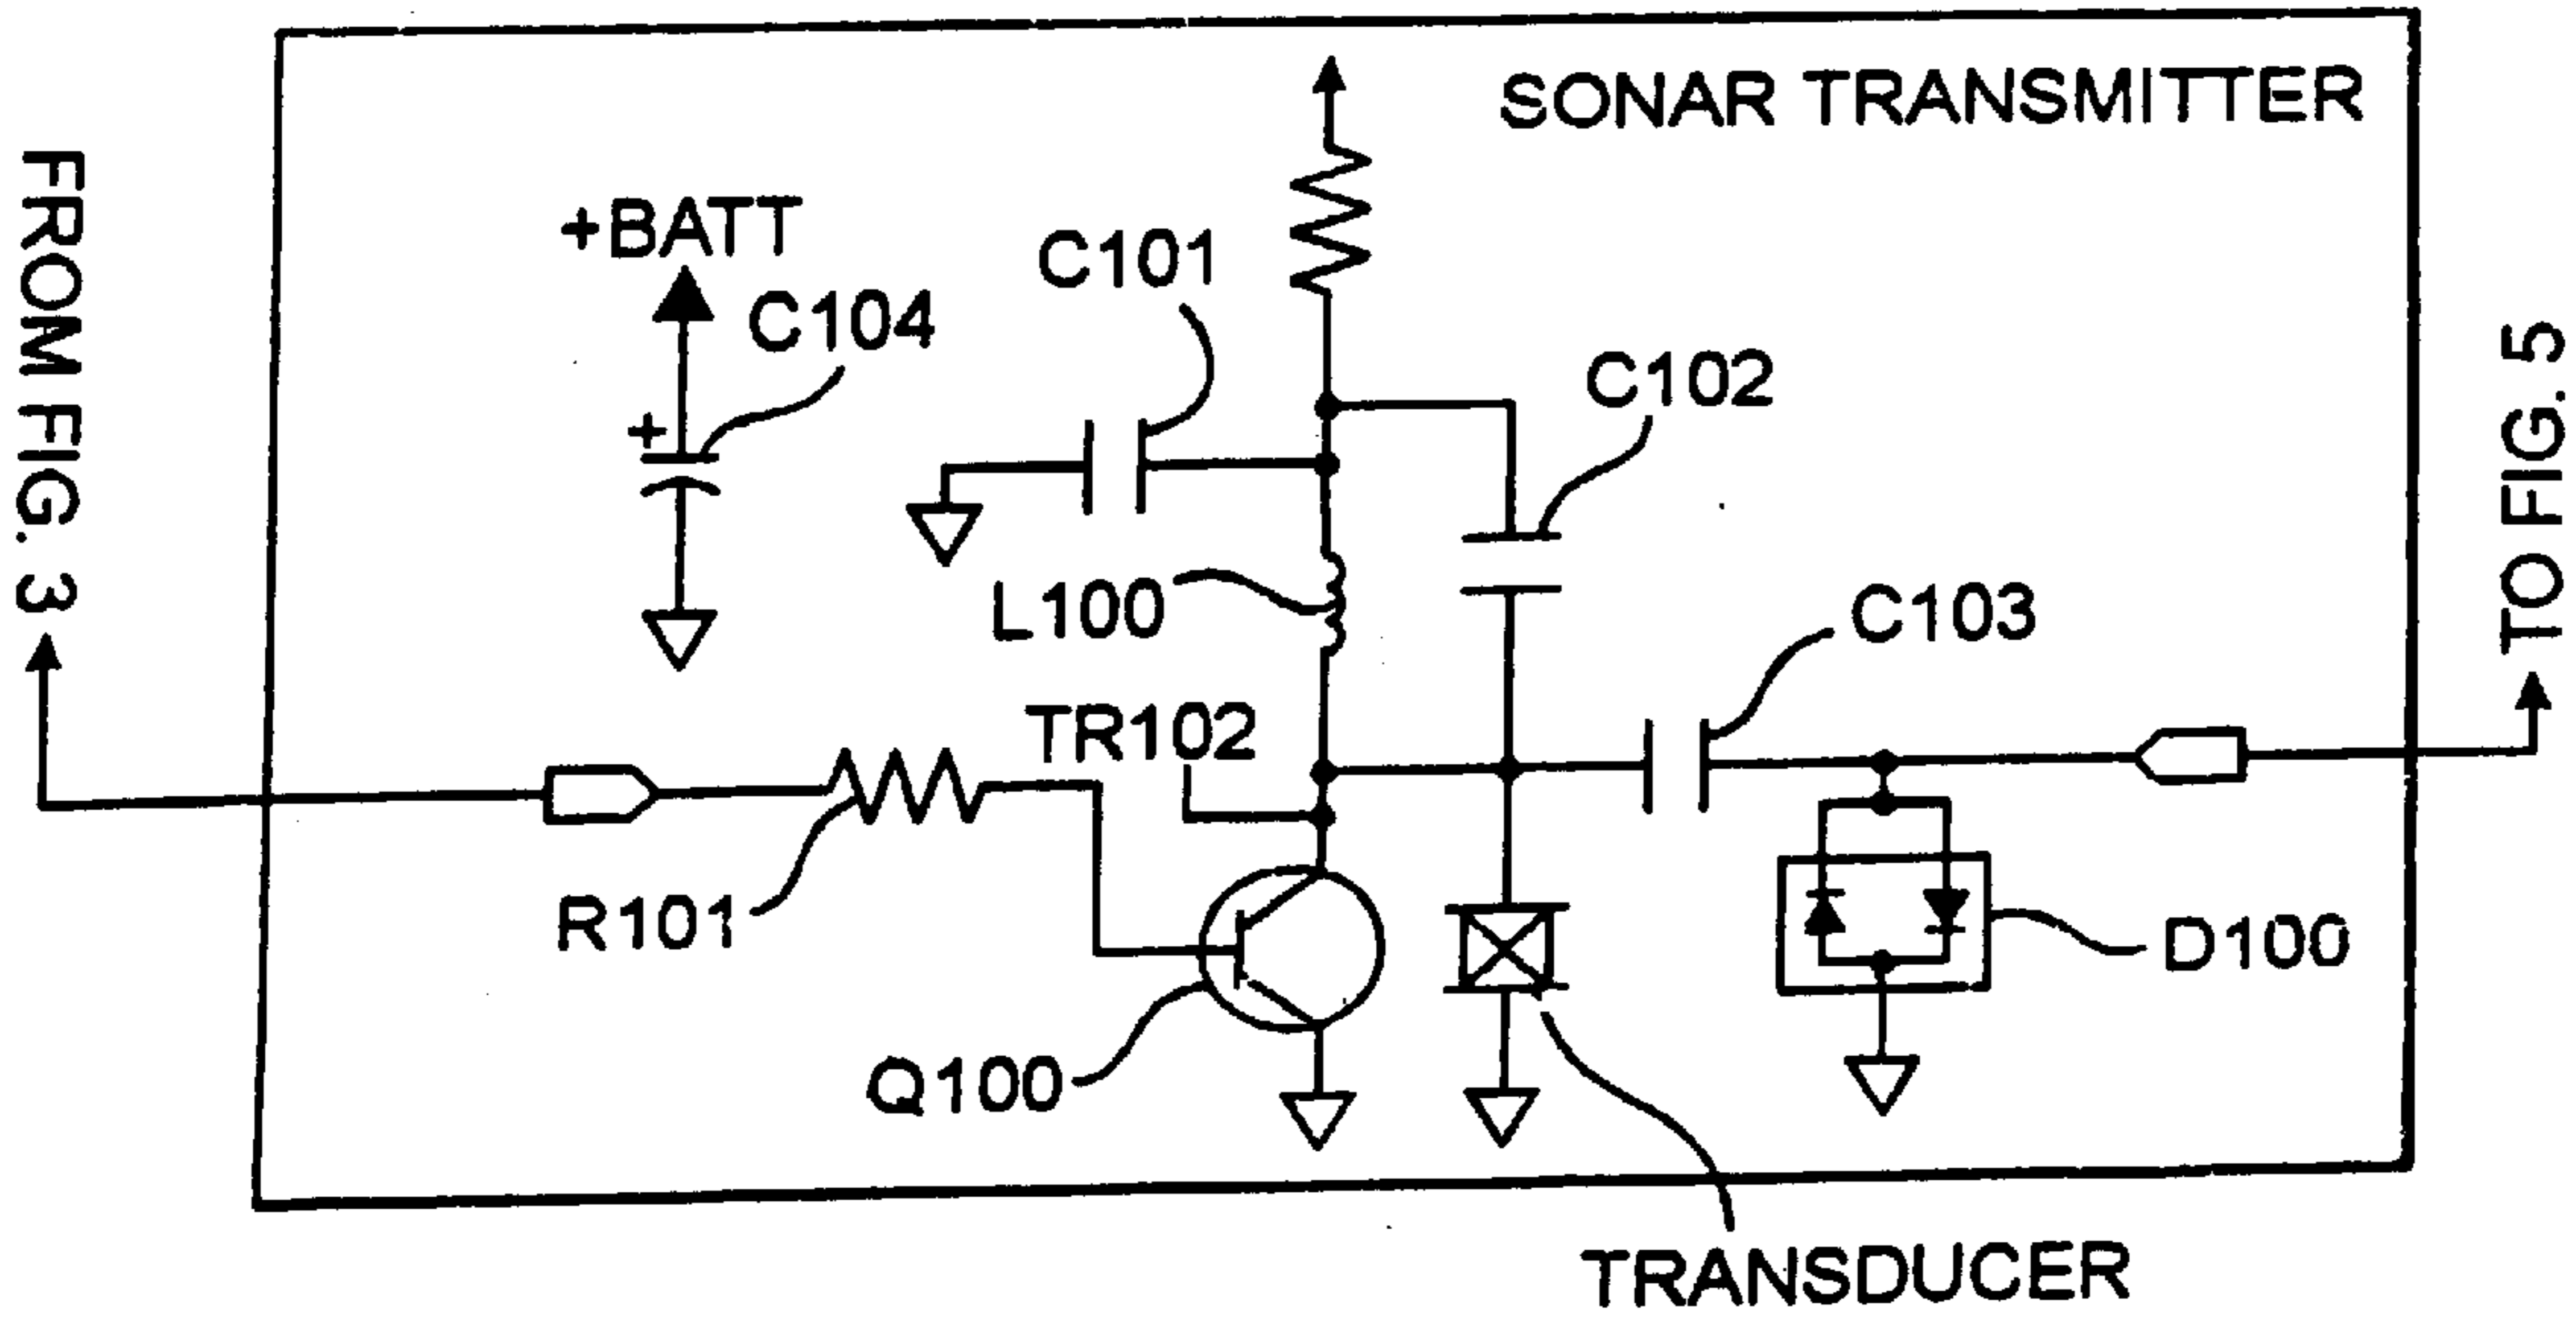 SONAR TRANSMITTER
FROM FIG. 3
+BATT
C104
+
C101
C102
L100
C103
TO FIG. 5
TR102
R101
Q100
D100
TRANSDUCER